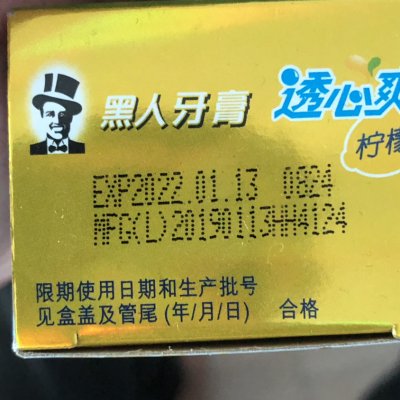 黑人牙膏
透心爽
柠檬
EXP2022.01.13 0824
MFG(L)20190113HH4124
限期使用日期和生产批号
见盒盖及管尾(年/月/日) 合格